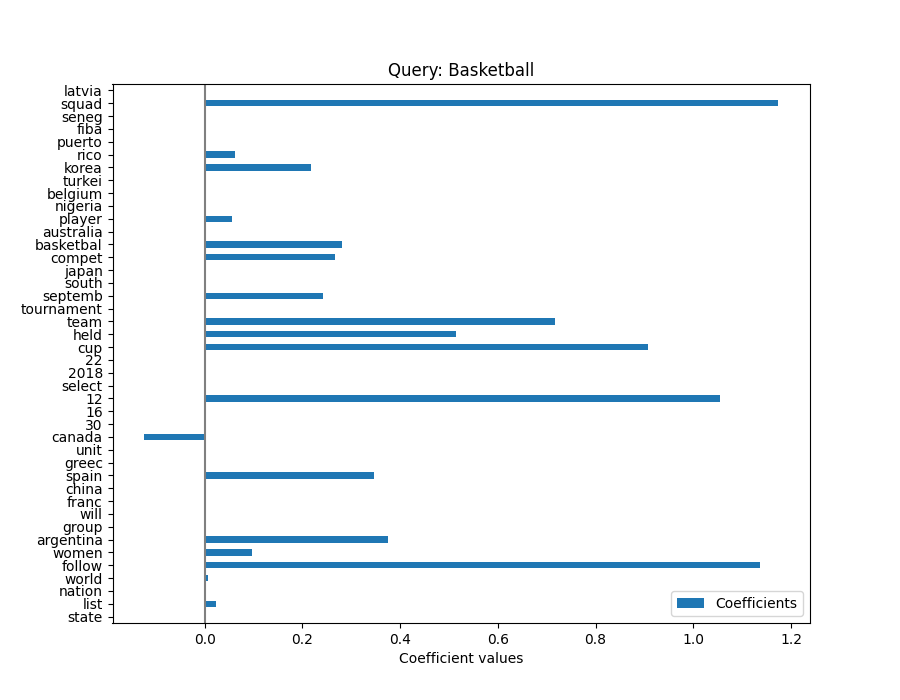 Query: Basketball
latvia
squad
seneg
fiba
puerto
rico
korea
turkei
belgium
nigeria
player
australia
basketbal
compet
japan
south
septemb
tournament
team
held
cup
22
2018
select
12
16
30
canada
unit
greec
spain
china
franc
will
group
argentina
women
follow
world
nation
list
state
Coefficients
0.0 0.2 0.4 0.6 0.8 1.0 1.2
Coefficient values